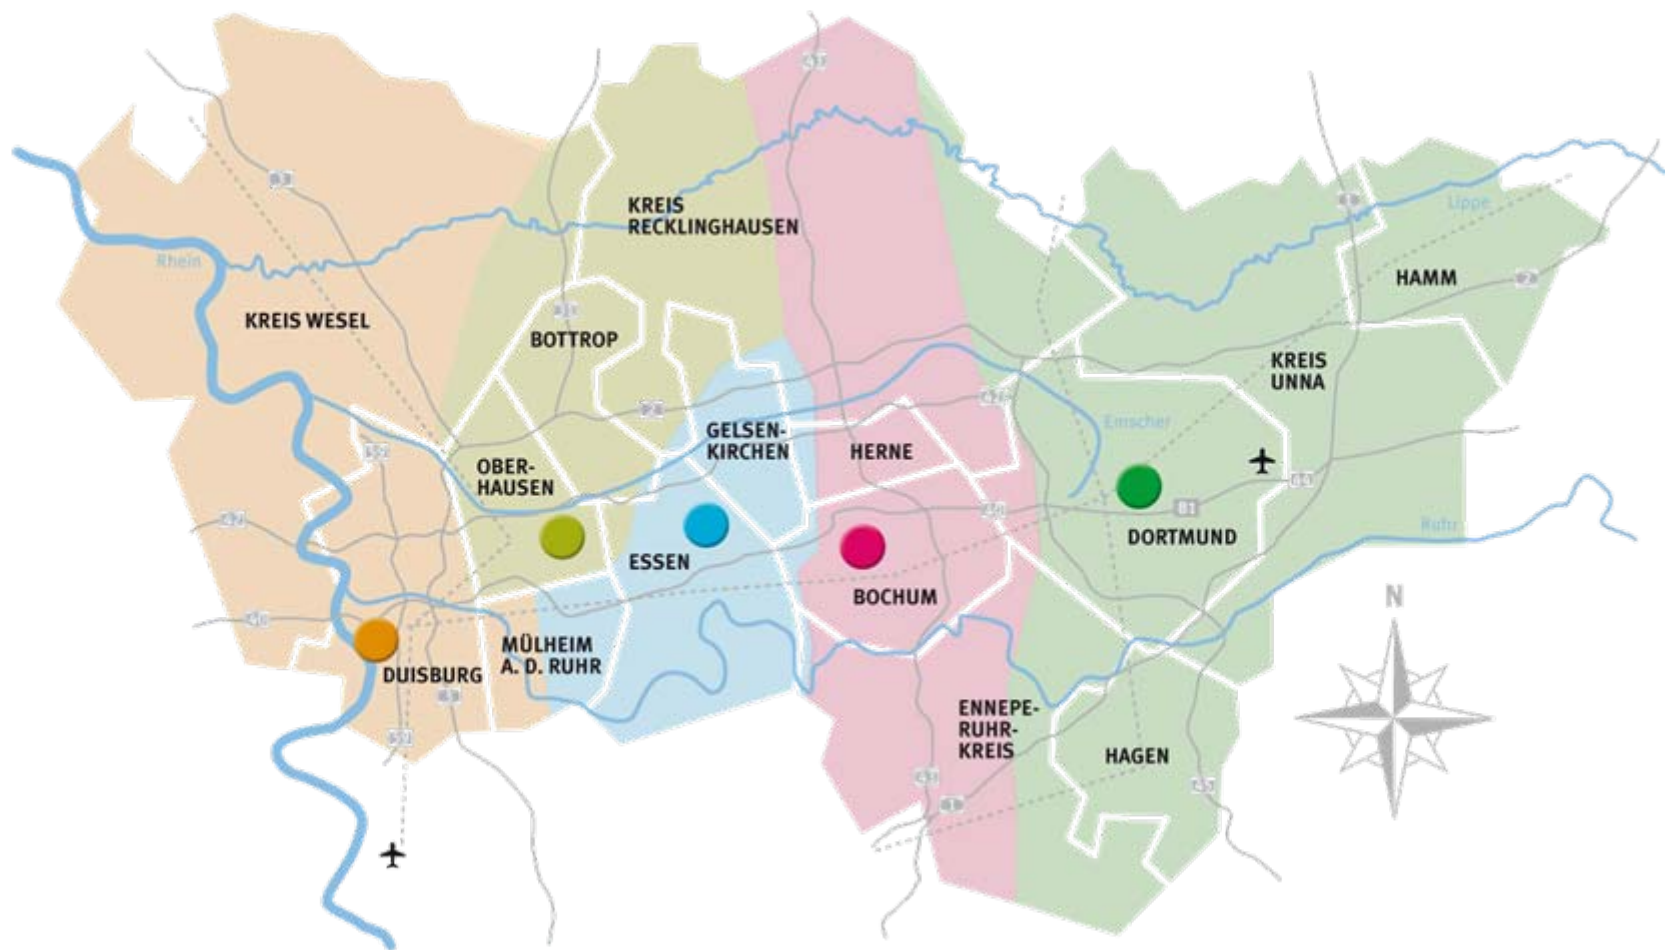 KREIS
RECKLINGHAUSEN
Lippe
Rhein
HAMM
KREIS WESEL
BOTTROP
KREIS
UNNA
Emscher
GELSEN-
KIRCHEN
HERNE
OBER-
HAUSEN
Ruhr
DORTMUND
ESSEN
BOCHUM
N
MÜLHEIM
A. D. RUHR
DUISBURG
ENNEPE-
RUHR-
KREIS
HAGEN